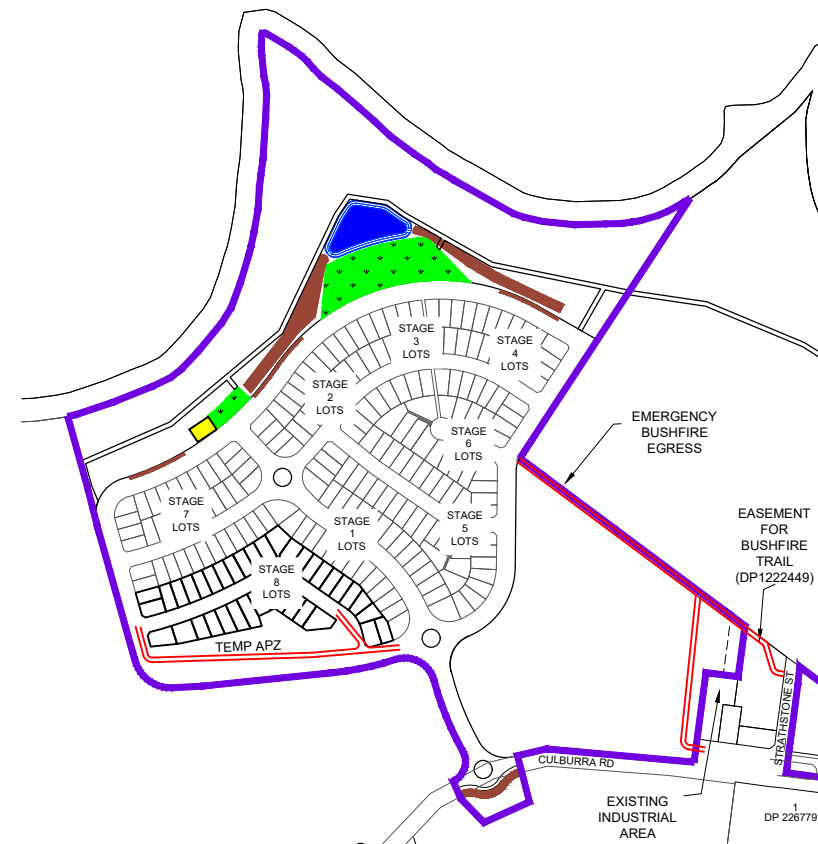 STAGE
3
LOTS
STAGE
4
LOTS
STAGE
2
LOTS
STAGE
6
LOTS
EMERGENCY
BUSHFIRE
EGRESS
STAGE
7
LOTS
STAGE
1
LOTS
STAGE
5
LOTS
EASEMENT
FOR
BUSHFIRE
TRAIL
(DP1222449)
STAGE
8
LOTS
TEMP APZ
STRATHSTONE ST
CULBURRA RD
EXISTING
INDUSTRIAL
AREA
1
DP 226779